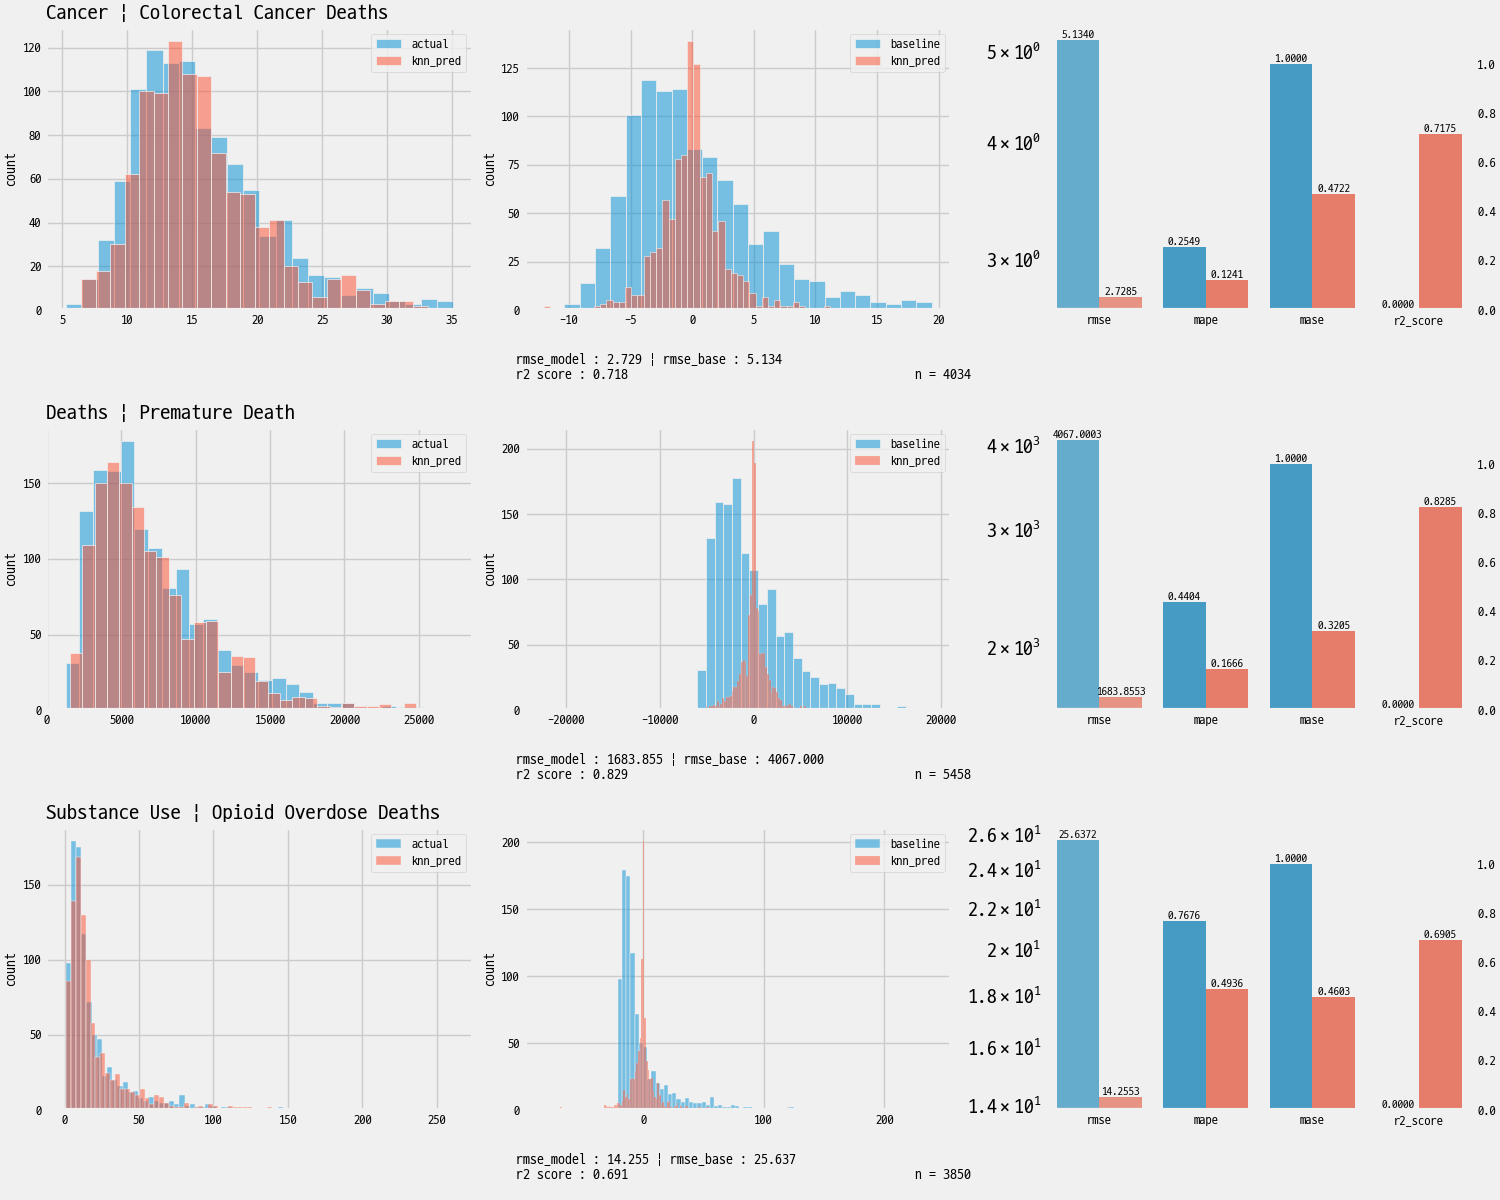 Cancer ¦ Colorectal Cancer Deaths
actual
knn_pred
count
120
100
80
60
40
20
0
5
10
15
20
25
30
35
baseline
knn_pred
count
125
100
75
50
25
0
−10
−5
0
5
10
15
20
5 × 10⁰
4 × 10⁰
3 × 10⁰
5.1340
2.7285
0.2549
0.1241
1.0000
0.4722
0.0000
0.7175
rmse
mape
mase
r2_score
1.0
0.8
0.6
0.4
0.2
0.0
rmse_model : 2.729 ¦ rmse_base : 5.134
r2 score : 0.718
n = 4034
Deaths ¦ Premature Death
actual
knn_pred
count
150
100
50
0
0
5000
10000
15000
20000
25000
baseline
knn_pred
count
200
150
100
50
0
−20000
−10000
0
10000
20000
4 × 10³
3 × 10³
2 × 10³
4067.0003
1683.8553
0.4404
0.1666
1.0000
0.3205
0.0000
0.8285
rmse
mape
mase
r2_score
1.0
0.8
0.6
0.4
0.2
0.0
rmse_model : 1683.855 ¦ rmse_base : 4067.000
r2 score : 0.829
n = 5458
Substance Use ¦ Opioid Overdose Deaths
actual
knn_pred
count
150
100
50
0
0
50
100
150
200
250
baseline
knn_pred
count
200
150
100
50
0
0
100
200
2.6 × 10¹
2.4 × 10¹
2.2 × 10¹
2 × 10¹
1.8 × 10¹
1.6 × 10¹
1.4 × 10¹
25.6372
14.2553
0.7676
0.4936
1.0000
0.4603
0.0000
0.6905
rmse
mape
mase
r2_score
1.0
0.8
0.6
0.4
0.2
0.0
rmse_model : 14.255 ¦ rmse_base : 25.637
r2 score : 0.691
n = 3850